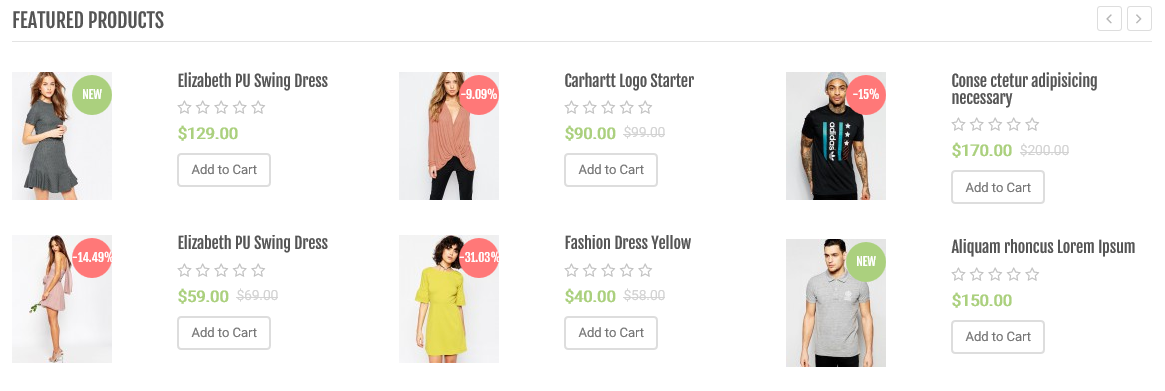 FEATURED PRODUCTS
NEW
Elizabeth PU Swing Dress
$129.00
Add to Cart
-9.09%
Carhartt Logo Starter
$90.00 $99.00
Add to Cart
-15%
adidas
Conse ctetur adipisicing
necessary
$170.00 $200.00
Add to Cart
-14.49%
Elizabeth PU Swing Dress
$59.00 $69.00
Add to Cart
-31.03%
Fashion Dress Yellow
$40.00 $58.00
Add to Cart
NEW
Aliquam rhoncus Lorem Ipsum
$150.00
Add to Cart